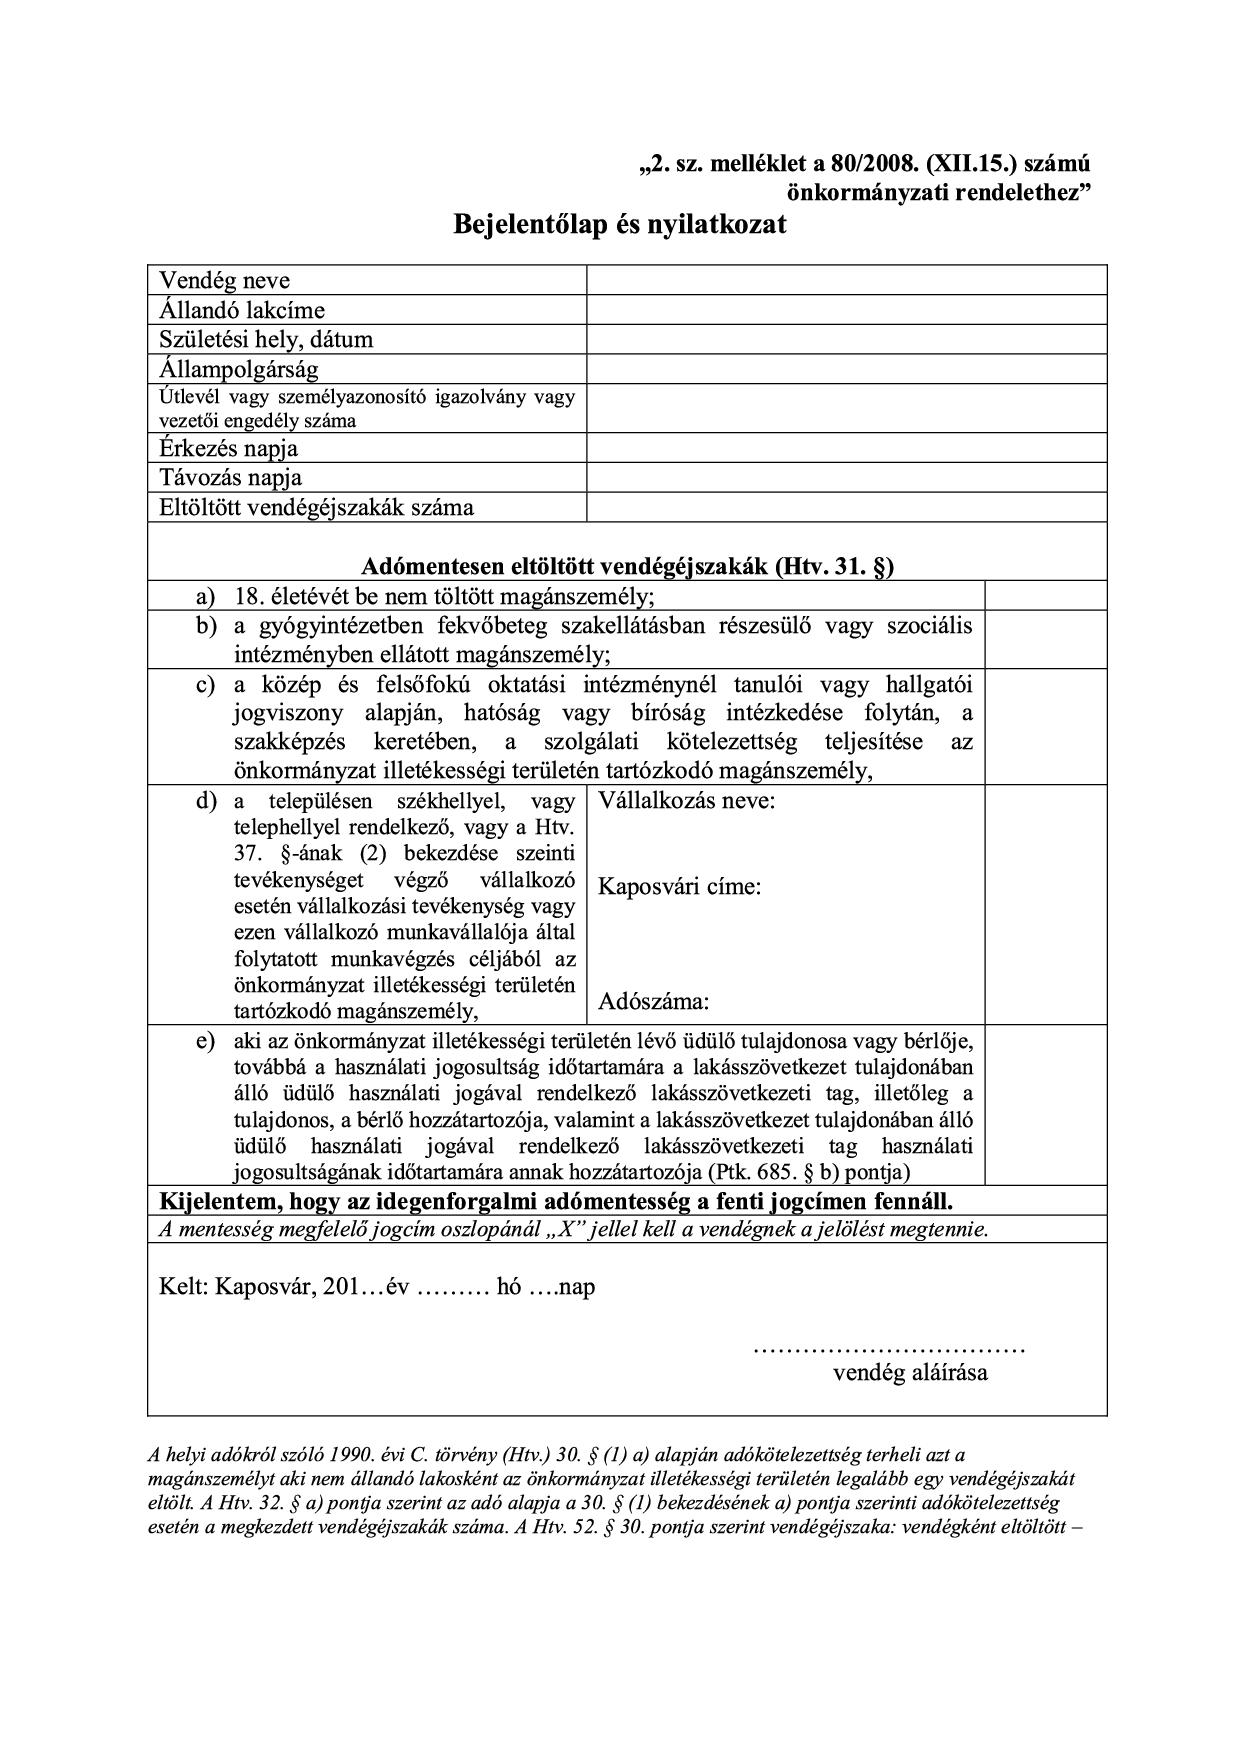 „2. sz. melléklet a 80/2008. (XII.15.) számú
önkormányzati rendelethez”
Bejelentőlap és nyilatkozat
Vendég neve
Állandó lakcíme
Születési hely, dátum
Állampolgárság
Útlevél vagy személyazonosító igazolvány vagy
vezetői engedély száma
Érkezés napja
Távozás napja
Eltöltött vendégéjszakák száma
Adómentesen eltöltött vendégéjszakák (Htv. 31. §)
a) 18. életévét be nem töltött magánszemély;
b) a gyógyintézetben fekvőbeteg szakellátásban részesülő vagy szociális
intézményben ellátott magánszemély;
c) a közép és felsőfokú oktatási intézménynél tanulói vagy hallgatói
jogviszony alapján, hatóság vagy bíróság intézkedése folytán, a
szakképzés keretében, a szolgálati kötelezettség teljesítése az
önkormányzat illetékességi területén tartózkodó magánszemély,
d) a településen székhellyel, vagy
telephellyel rendelkező, vagy a Htv.
37. §-ának (2) bekezdése szeinti
tevékenységet végző vállalkozó
esetén vállalkozási tevékenység vagy
ezen vállalkozó munkavállalója által
folytatott munkavégzés céljából az
önkormányzat illetékességi területén
tartózkodó magánszemély,
Vállalkozás neve:
Kaposvári címe:
Adószáma:
e) aki az önkormányzat illetékességi területén lévő üdülő tulajdonosa vagy bérlője,
továbbá a használati jogosultság időtartamára a lakásszövetkezet tulajdonában
álló üdülő használati jogával rendelkező lakásszövetkezeti tag, illetőleg a
tulajdonos, a bérlő hozzátartozója, valamint a lakásszövetkezet tulajdonában álló
üdülő használati jogával rendelkező lakásszövetkezeti tag használati
jogosultságának időtartamára annak hozzátartozója (Ptk. 685. § b) pontja)
Kijelentem, hogy az idegenforgalmi adómentesség a fenti jogcímen fennáll.
A mentesség megfelelő jogcím oszlopánál „X” jellel kell a vendégnek a jelölést megtennie.
Kelt: Kaposvár, 201…év ……… hó ….nap
……………………………
vendég aláírása
A helyi adókról szóló 1990. évi C. törvény (Htv.) 30. § (1) a) alapján adókötelezettség terheli azt a
magánszemélyt aki nem állandó lakosként az önkormányzat illetékességi területén legalább egy vendégéjszakát
eltölt. A Htv. 32. § a) pontja szerint az adó alapja a 30. § (1) bekezdésének a) pontja szerinti adókötelezettség
esetén a megkezdett vendégéjszakák száma. A Htv. 52. § 30. pontja szerint vendégéjszaka: vendégként eltöltött –